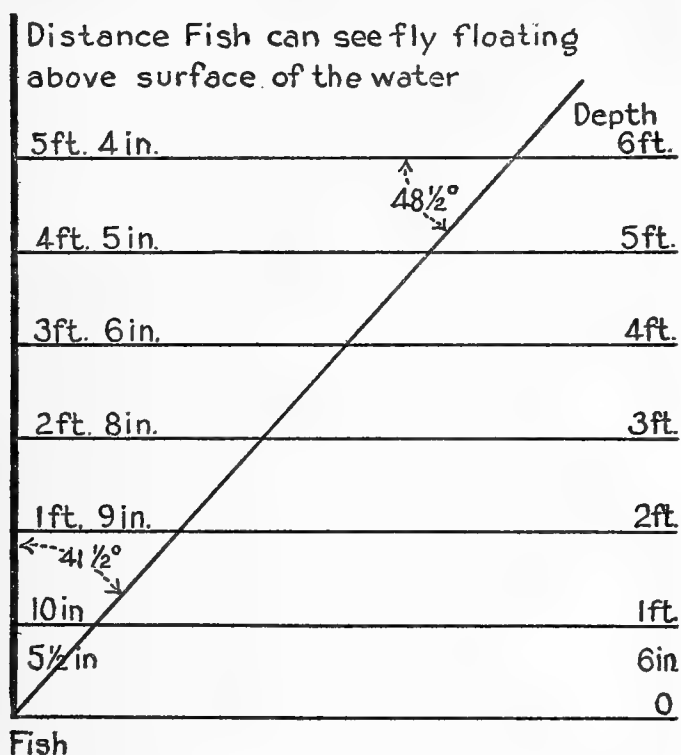 Distance Fish can see fly floating
above surface of the water
Depth
5ft. 4in. 6ft.
48½°
4ft. 5in. 5ft.
3ft. 6in. 4ft.
2ft. 8in. 3ft.
1ft. 9in. 2ft.
41½°
10in 1ft.
5½in 6in
0
Fish